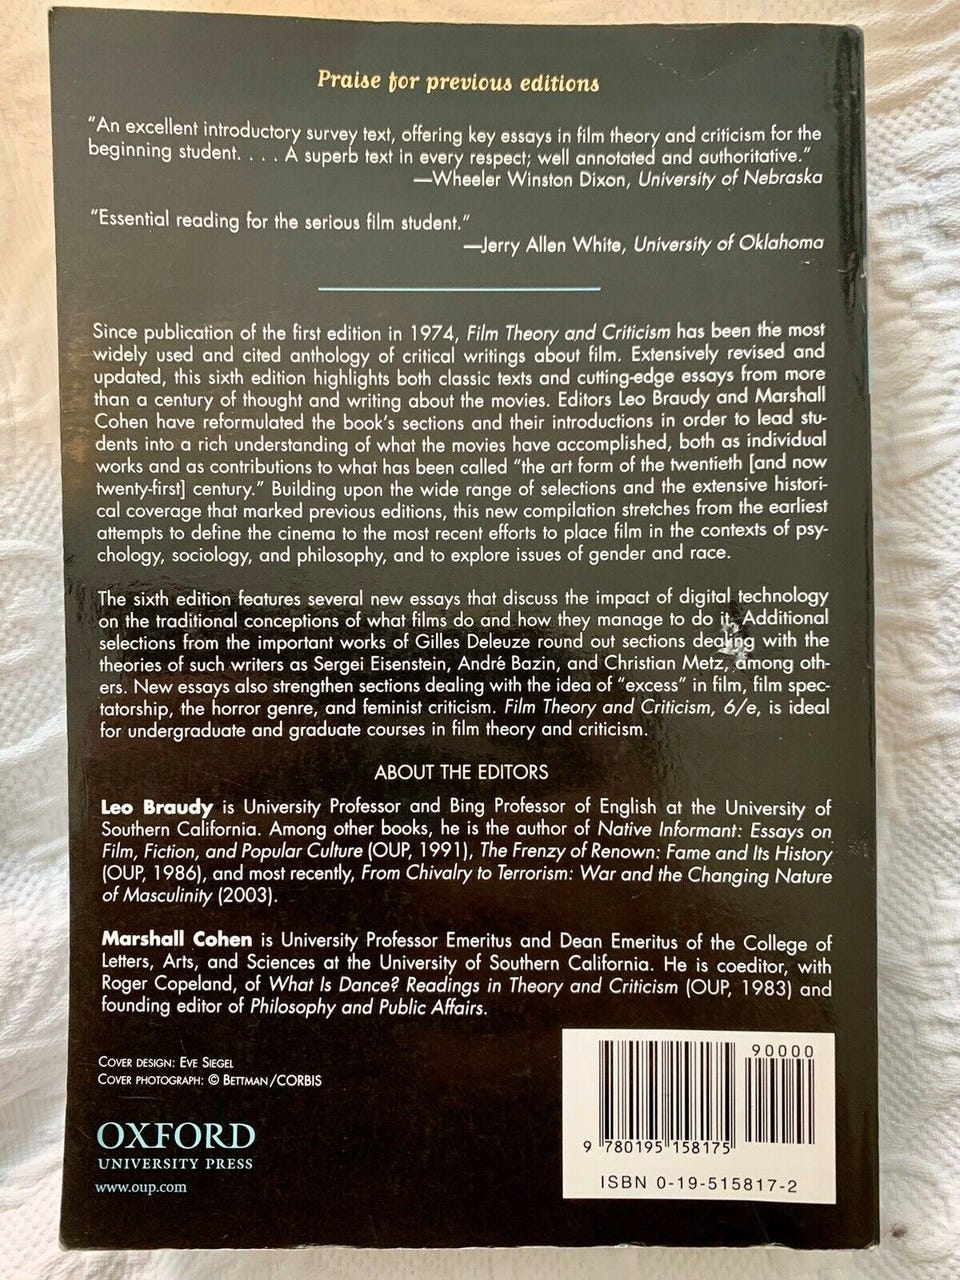 Praise for previous editions
“An excellent introductory survey text, offering key essays in film theory and criticism for the
beginning student. . . . A superb text in every respect; well annotated and authoritative.”
—Wheeler Winston Dixon, University of Nebraska
“Essential reading for the serious film student.”
—Jerry Allen White, University of Oklahoma
Since publication of the first edition in 1974, Film Theory and Criticism has been the most
widely used and cited anthology of critical writings about film. Extensively revised and
updated, this sixth edition highlights both classic texts and cutting-edge essays from more
than a century of thought and writing about the movies. Editors Leo Braudy and Marshall
Cohen have reformulated the book’s sections and their introductions in order to lead stu-
dents into a rich understanding of what the movies have accomplished, both as individual
works and as contributions to what has been called “the art form of the twentieth [and now
twenty-first] century.” Building upon the wide range of selections and the extensive histori-
cal coverage that marked previous editions, this new compilation stretches from the earliest
attempts to define the cinema to the most recent efforts to place film in the contexts of psy-
chology, sociology, and philosophy, and to explore issues of gender and race.
The sixth edition features several new essays that discuss the impact of digital technology
on the traditional conceptions of what films do and how they manage to do it. Additional
selections from the important works of Gilles Deleuze round out sections dealing with the
theories of such writers as Sergei Eisenstein, André Bazin, and Christian Metz, among oth-
ers. New essays also strengthen sections dealing with the idea of “excess” in film, film spec-
tatorship, the horror genre, and feminist criticism. Film Theory and Criticism, 6/e, is ideal
for undergraduate and graduate courses in film theory and criticism.
ABOUT THE EDITORS
Leo Braudy is University Professor and Bing Professor of English at the University of
Southern California. Among other books, he is the author of Native Informant: Essays on
Film, Fiction, and Popular Culture (OUP, 1991), The Frenzy of Renown: Fame and Its History
(OUP, 1986), and most recently, From Chivalry to Terrorism: War and the Changing Nature
of Masculinity (2003).
Marshall Cohen is University Professor Emeritus and Dean Emeritus of the College of
Letters, Arts, and Sciences at the University of Southern California. He is coeditor, with
Roger Copeland, of What Is Dance? Readings in Theory and Criticism (OUP, 1983) and
founding editor of Philosophy and Public Affairs.
COVER DESIGN: EVE SIEGEL
COVER PHOTOGRAPH: © BETTMAN/CORBIS
OXFORD
UNIVERSITY PRESS
www.oup.com
90000
9 780195 158175
ISBN 0-19-515817-2